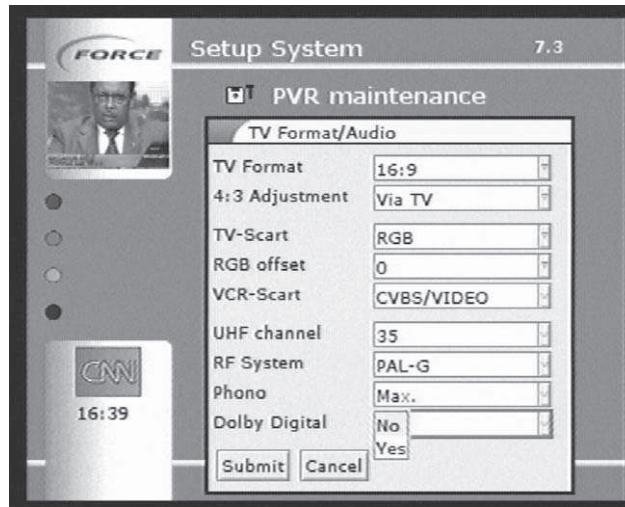 FORCE
Setup System 7.3
PVR maintenance
TV Format/Audio
TV Format 16:9
4:3 Adjustment Via TV
TV-Scart RGB
RGB offset 0
VCR-Scart CVBS/VIDEO
UHF channel 35
RF System PAL-G
Phono Max.
Dolby Digital No
Yes
CNN
16:39
Submit Cancel